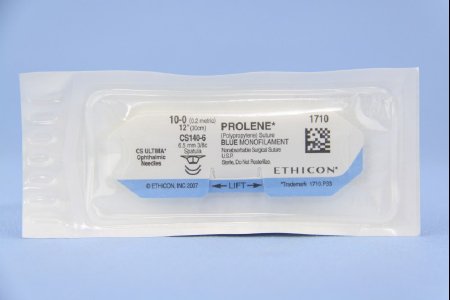 10-0 (0.2 metric)
12" (30cm)
CS140-6
6.5 mm 3/8c
Spatula
CS ULTIMA*
Ophthalmic
Needles
PROLENE*
(Polypropylene) Suture
BLUE MONOFILAMENT
Nonabsorbable Surgical Suture
U.S.P.
Sterile, Do Not Resterilize.
1710
ETHICON
© ETHICON, INC 2007
LIFT
*Trademark 1710.P03